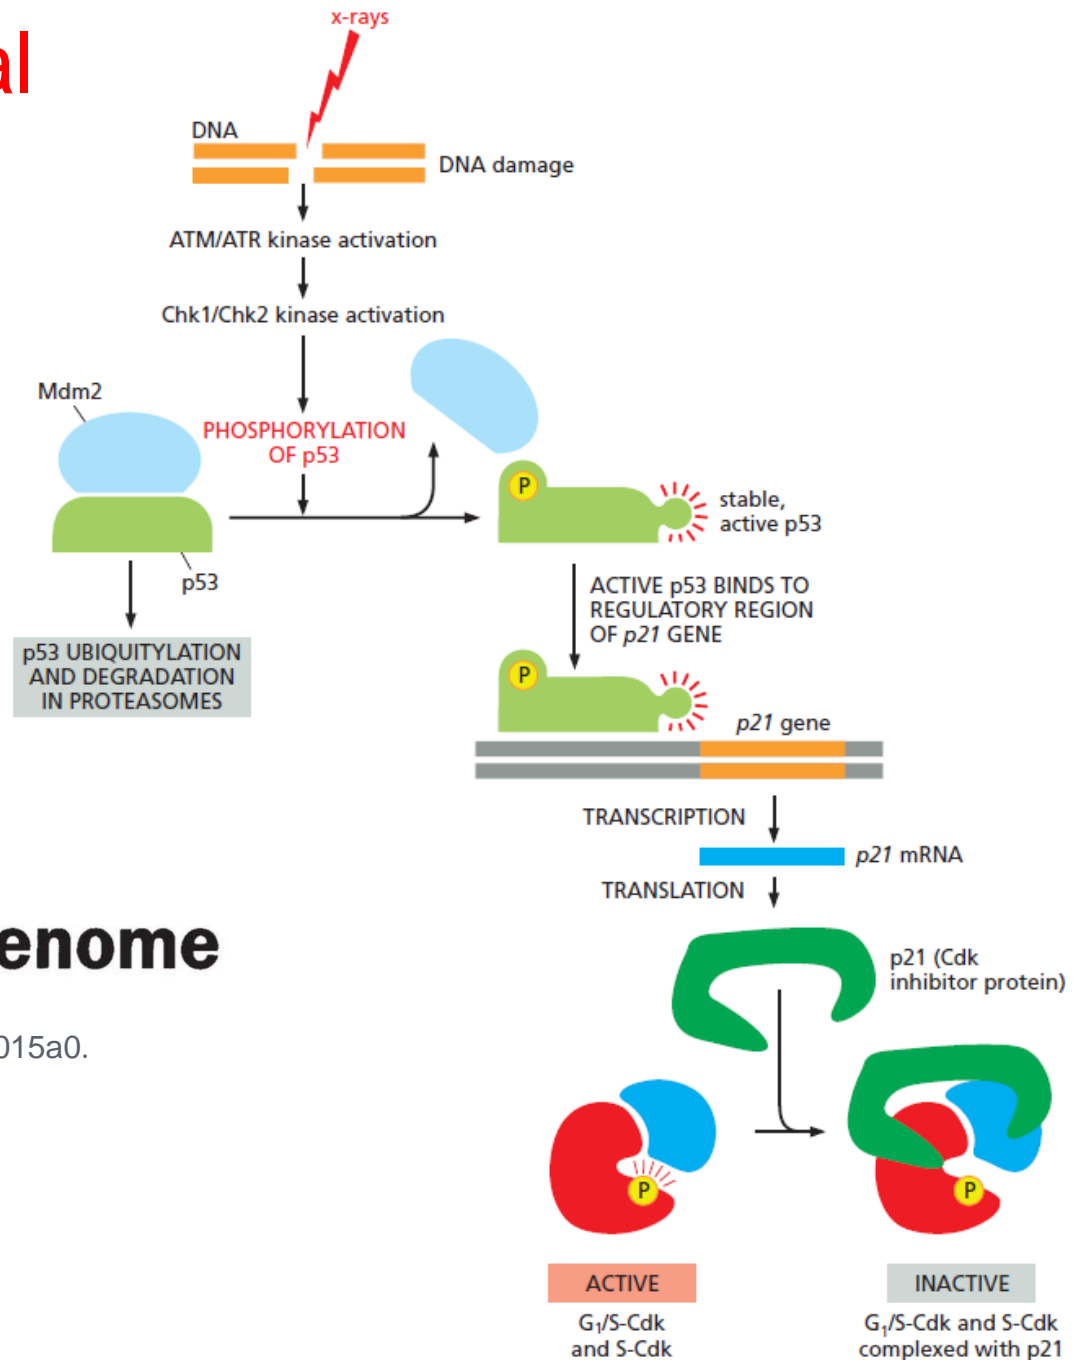 x-rays
al
DNA
DNA damage
ATM/ATR kinase activation
Chk1/Chk2 kinase activation
Mdm2
PHOSPHORYLATION
OF p53
P
stable,
active p53
p53
ACTIVE p53 BINDS TO
REGULATORY REGION
OF p21 GENE
p53 UBIQUITYLATION
AND DEGRADATION
IN PROTEASOMES
P
p21 gene
TRANSCRIPTION
p21 mRNA
TRANSLATION
enome
p21 (Cdk
inhibitor protein)
015a0.
P
P
ACTIVE
INACTIVE
G₁/S-Cdk
and S-Cdk
G₁/S-Cdk and S-Cdk
complexed with p21